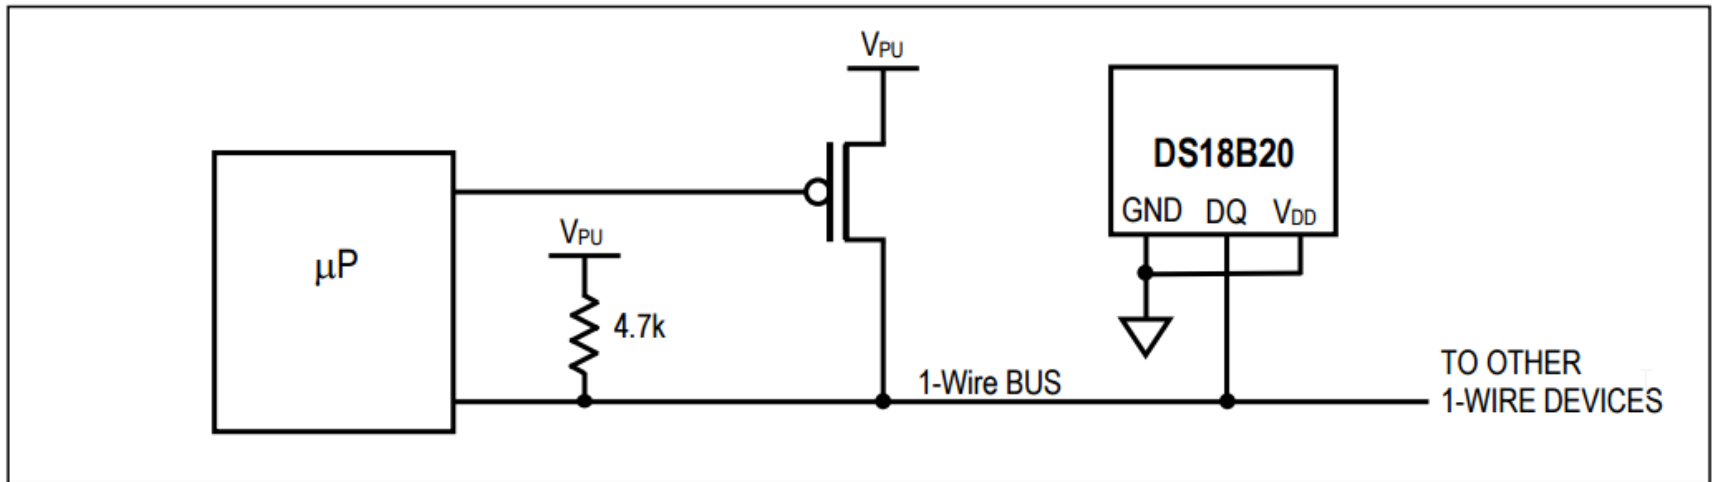 VPU
DS18B20
GND DQ VDD
μP
VPU
4.7k
1-Wire BUS
TO OTHER
1-WIRE DEVICES